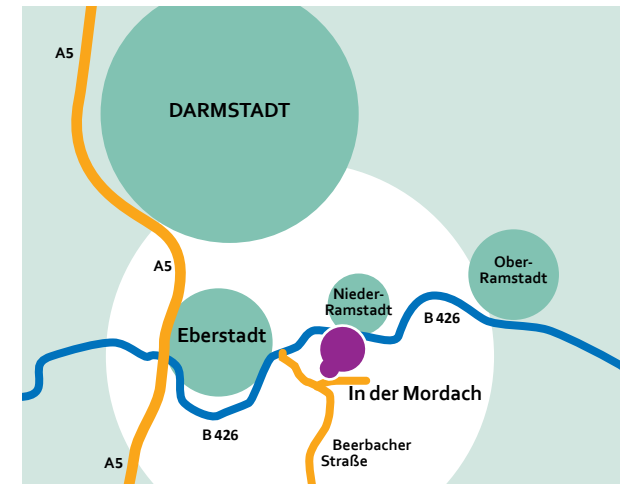 A5
DARMSTADT
A5
Ober-
Ramstadt
Nieder-
Ramstadt
B 426
Eberstadt
In der Mordach
B 426
Beerbacher
Straße
A5